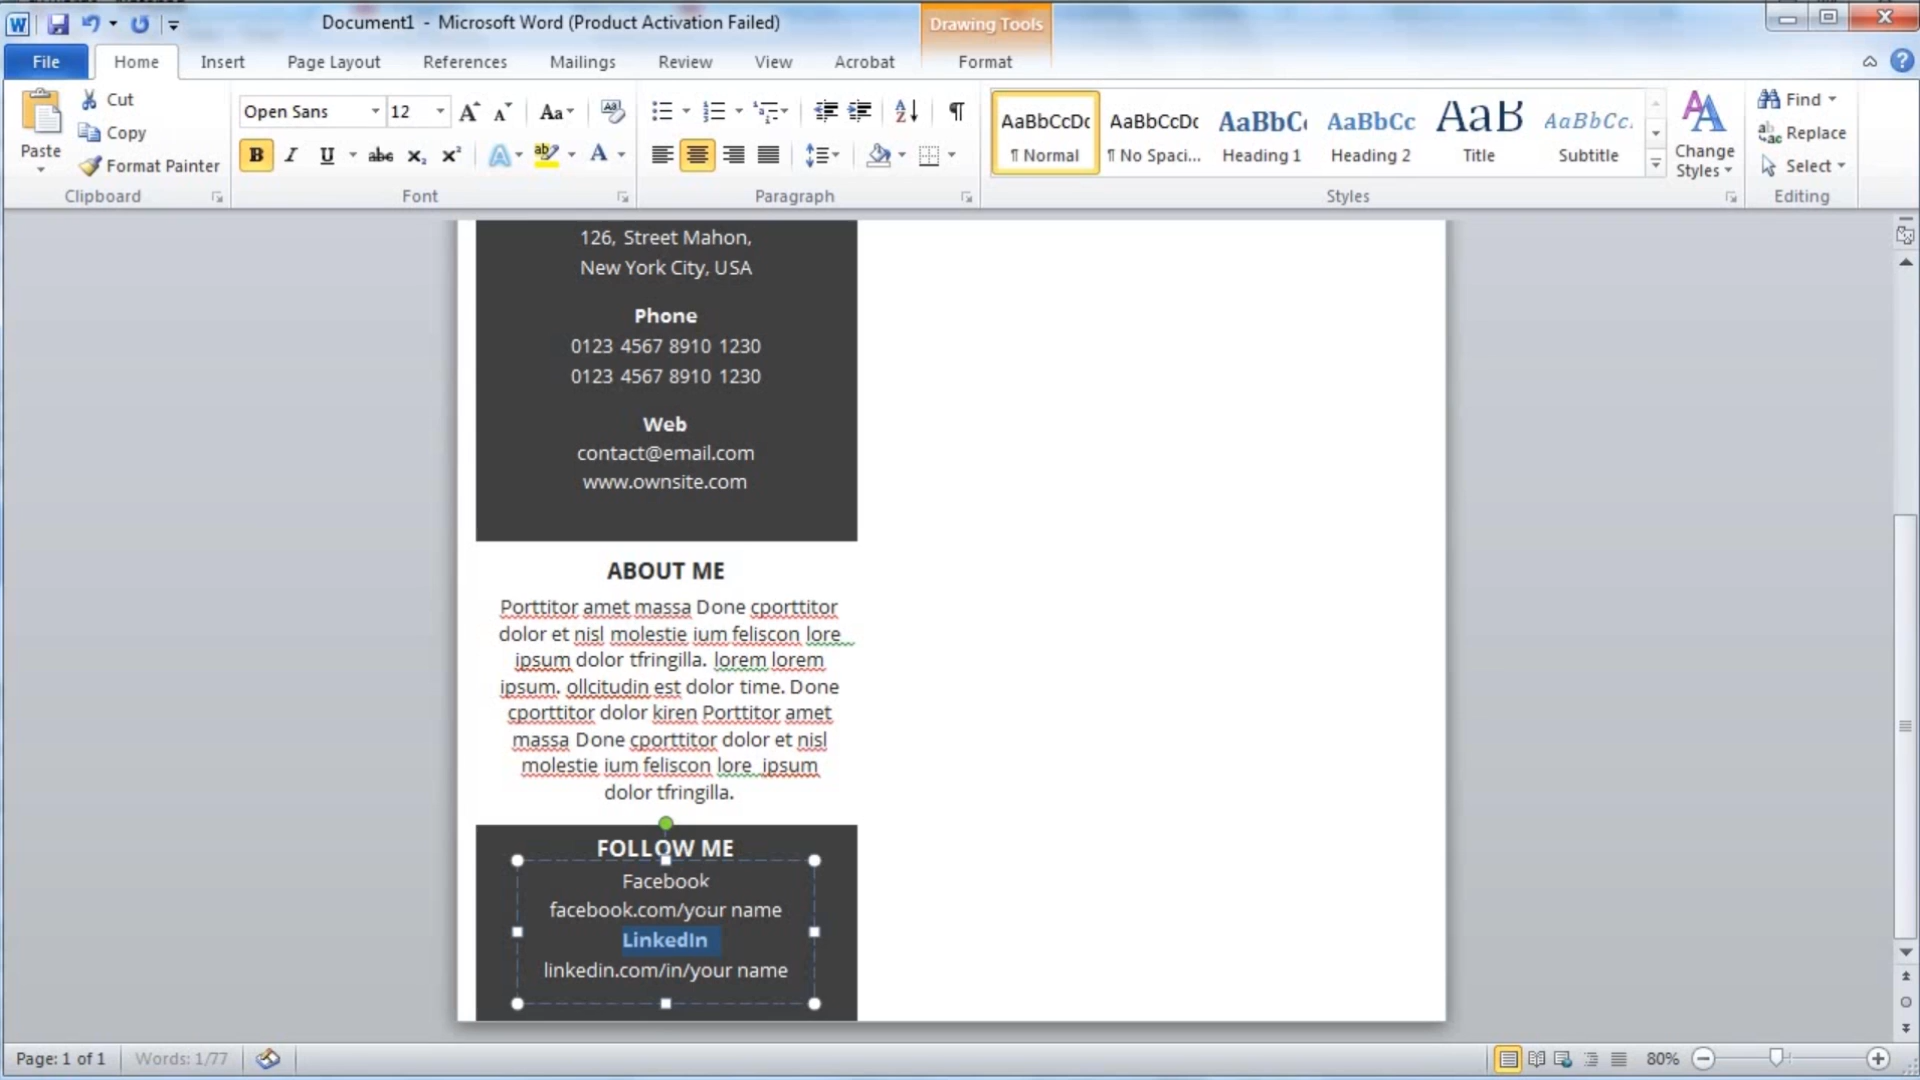 Document1 - Microsoft Word (Product Activation Failed)
Drawing Tools
File Home Insert Page Layout References Mailings Review View Acrobat Format
Paste
Cut
Copy
Format Painter
Clipboard
Open Sans 12
Font
Paragraph
AaBbCcDc AaBbCcDc AaBbCc AaBbCc AaB AaBbCc.
¶ Normal ¶ No Spaci... Heading 1 Heading 2 Title Subtitle
Change
Styles
Styles
Find
Replace
Select
Editing
126, Street Mahon,
New York City, USA
Phone
0123 4567 8910 1230
0123 4567 8910 1230
Web
contact@email.com
www.ownsite.com
ABOUT ME
Porttitor amet massa Done cporttitor
dolor et nisl molestie ium feliscon lore
ipsum dolor tfringilla. lorem lorem
ipsum. ollcitudin est dolor time. Done
cporttitor dolor kiren Porttitor amet
massa Done cporttitor dolor et nisl
molestie ium feliscon lore ipsum
dolor tfringilla.
FOLLOW ME
Facebook
facebook.com/your name
LinkedIn
linkedin.com/in/your name
Page: 1 of 1 Words: 1/77 80%